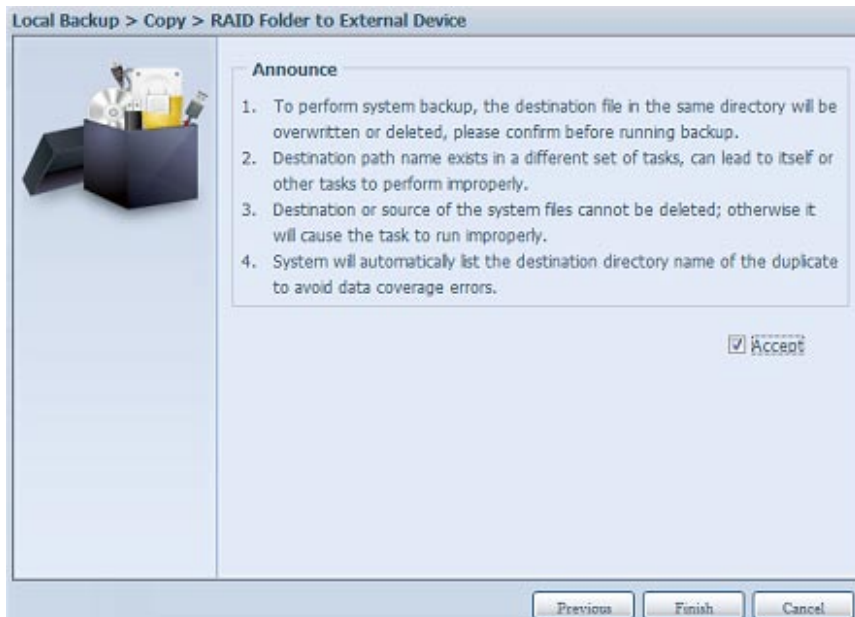 Local Backup > Copy > RAID Folder to External Device
Announce
1. To perform system backup, the destination file in the same directory will be
overwritten or deleted, please confirm before running backup.
2. Destination path name exists in a different set of tasks, can lead to itself or
other tasks to perform improperly.
3. Destination or source of the system files cannot be deleted; otherwise it
will cause the task to run improperly.
4. System will automatically list the destination directory name of the duplicate
to avoid data coverage errors.
Accept
Previous Finish Cancel